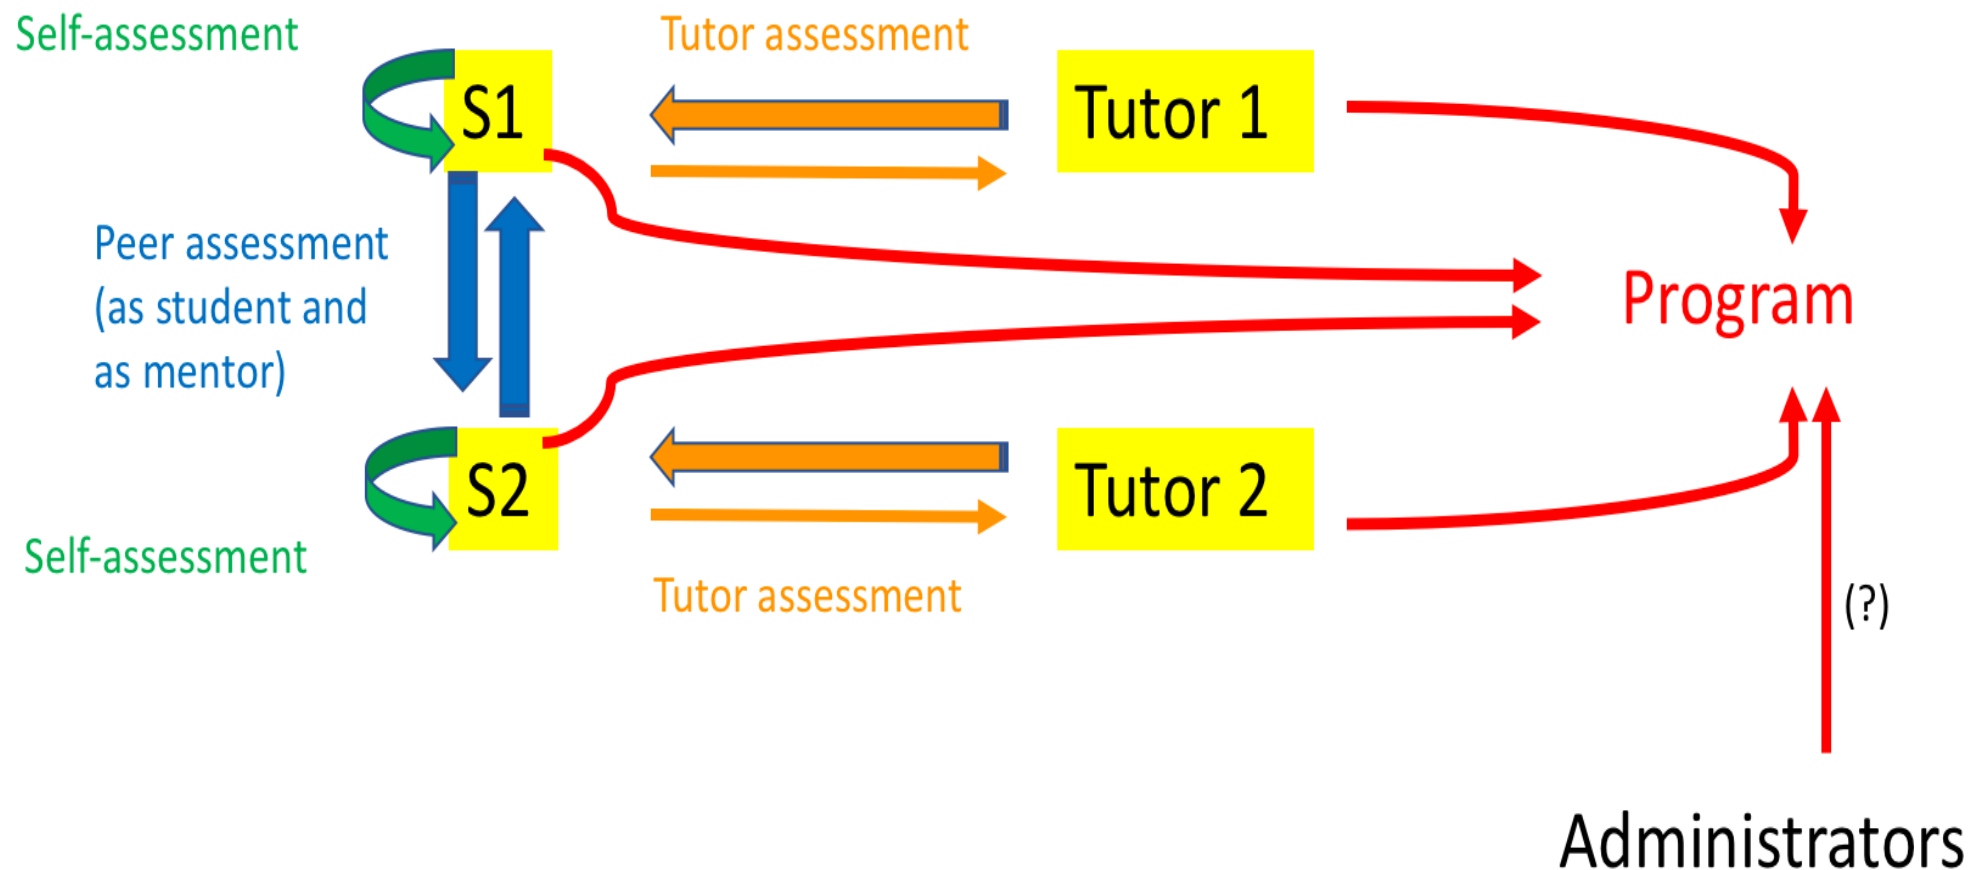 Self-assessment
Tutor assessment
S1
Tutor 1
Peer assessment
(as student and
as mentor)
Program
S2
Tutor 2
Self-assessment
Tutor assessment
(?)
Administrators